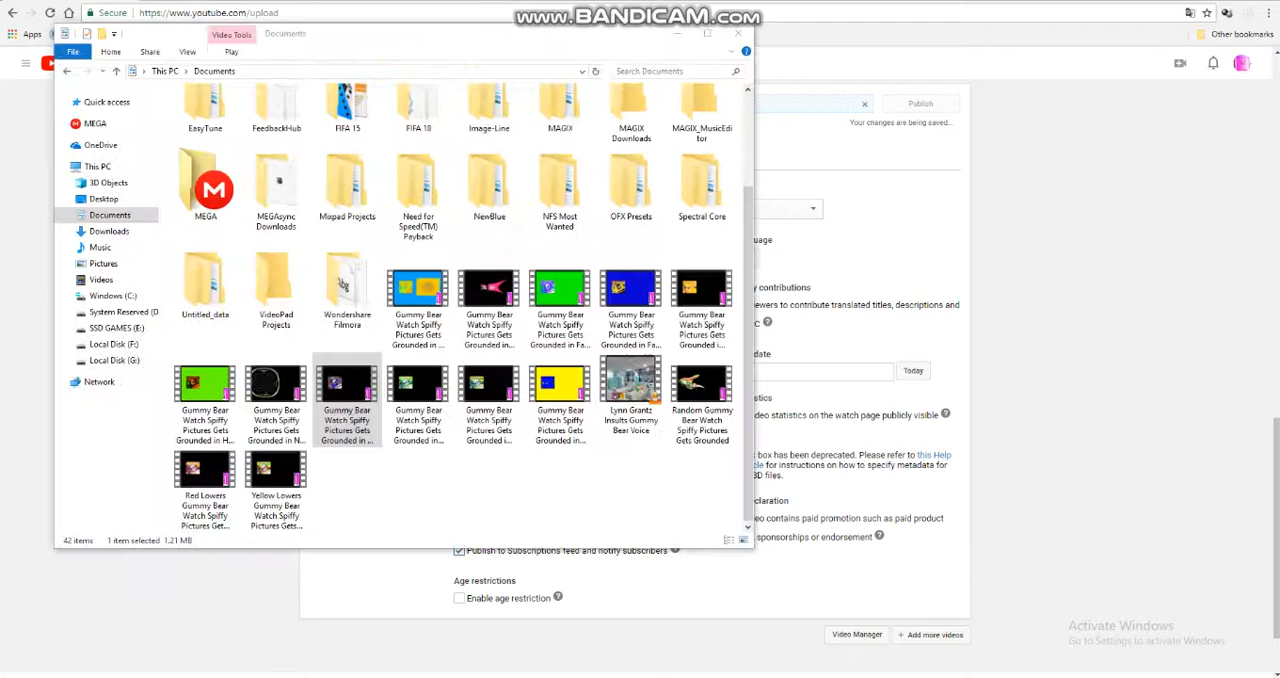 Secure https://www.youtube.com/upload
WWW.BANDICAM.COM
Apps
Other bookmarks
Video Tools
Documents
File Home Share View Play
This PC Documents
Search Documents
Quick access
MEGA
OneDrive
This PC
3D Objects
Desktop
Documents
Downloads
Music
Pictures
Videos
Windows (C:)
System Reserved (D
SSD GAMES (E:)
Local Disk (F:)
Local Disk (G:)
Network
EasyTune
FeedbackHub
FIFA 15
FIFA 18
Image-Line
MAGIX
MAGIX
Downloads
MAGIX_MusicEdi
tor
MEGA
MEGAsync
Downloads
Mixpad Projects
Need for
Speed(TM)
Payback
NewBlue
NFS Most
Wanted
OFX Presets
Spectral Core
Untitled_data
VideoPad
Projects
Wondershare
Filmora
Gummy Bear
Watch Spiffy
Pictures Gets
Grounded in ...
Gummy Bear
Watch Spiffy
Pictures Gets
Grounded in...
Gummy Bear
Watch Spiffy
Pictures Gets
Grounded in Fa...
Gummy Bear
Watch Spiffy
Pictures Gets
Grounded in Fa...
Gummy Bear
Watch Spiffy
Pictures Gets
Grounded i...
Gummy Bear
Watch Spiffy
Pictures Gets
Grounded in H...
Gummy Bear
Watch Spiffy
Pictures Gets
Grounded in N...
Gummy Bear
Watch Spiffy
Pictures Gets
Grounded in ...
Gummy Bear
Watch Spiffy
Pictures Gets
Grounded in...
Gummy Bear
Watch Spiffy
Pictures Gets
Grounded i...
Gummy Bear
Watch Spiffy
Pictures Gets
Grounded in...
Lynn Grantz
Insults Gummy
Bear Voice
Random Gummy
Bear Watch
Spiffy Pictures
Gets Grounded
Red Lowers
Gummy Bear
Watch Spiffy
Pictures Get...
Yellow Lowers
Gummy Bear
Watch Spiffy
Pictures Gets...
42 items 1 item selected 1.21 MB
Publish
Your changes are being saved...
uage
y contributions
ewers to contribute translated titles, descriptions and
C
date
Today
stics
deo statistics on the watch page publicly visible
box has been deprecated. Please refer to this Help
cle for instructions on how to specify metadata for
3D files.
declaration
eo contains paid promotion such as paid product
sponsorships or endorsement
Publish to Subscriptions feed and notify subscribers
Age restrictions
Enable age restriction
Video Manager
+ Add more videos
Activate Windows
Go to Settings to activate Windows.